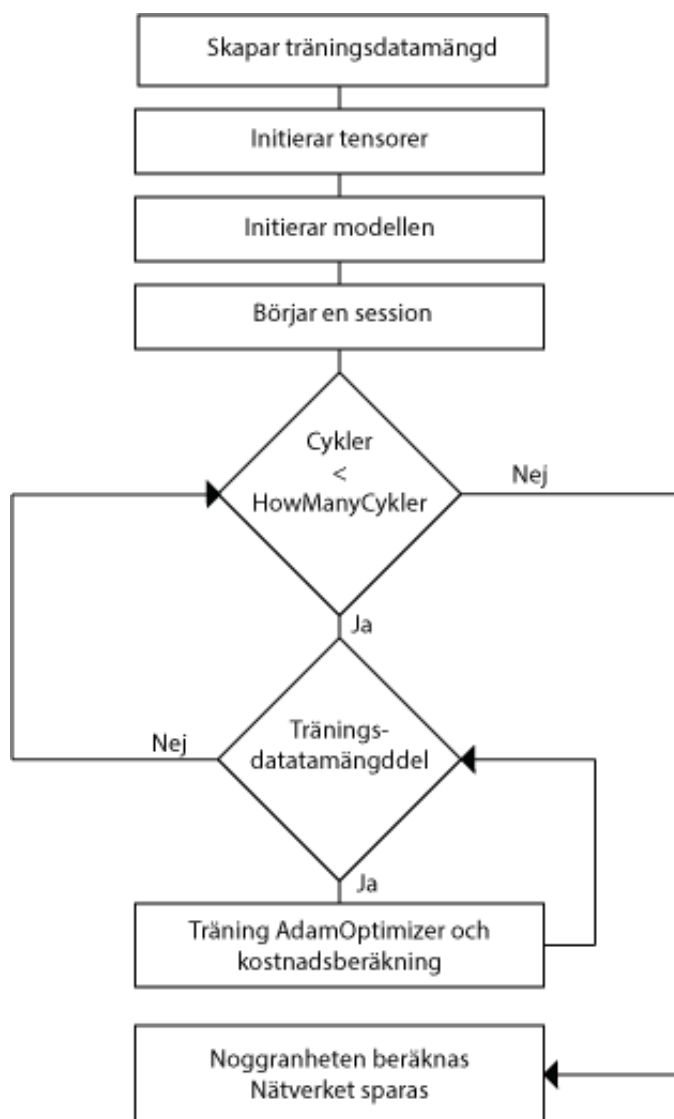 Skapar träningsdatamängd
Initierar tensorer
Initierar modellen
Börjar en session
Cykler
<
HowManyCykler
Nej
Ja
Tränings-
datatamängddel
Nej
Ja
Träning AdamOptimizer och
kostnadsberäkning
Noggranheten beräknas
Nätverket sparas